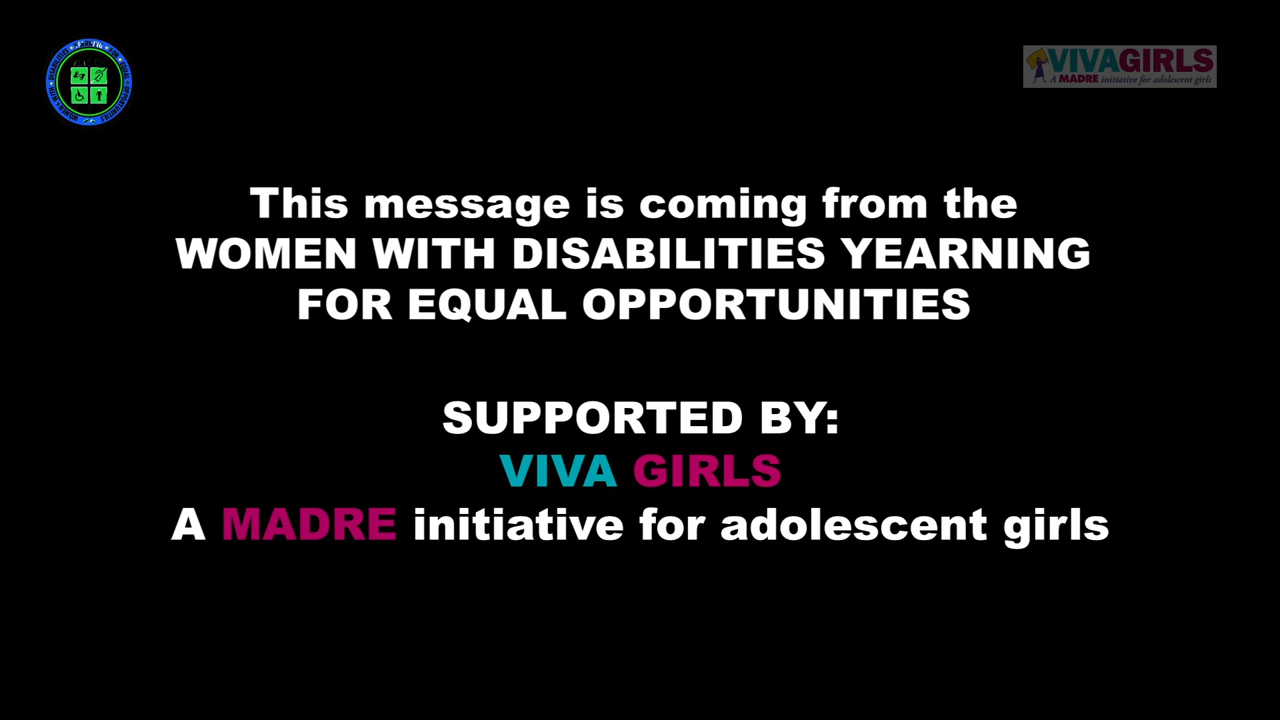 VIVAGIRLS
A MADRE initiative for adolescent girls
This message is coming from the
WOMEN WITH DISABILITIES YEARNING
FOR EQUAL OPPORTUNITIES
SUPPORTED BY:
VIVA GIRLS
A MADRE initiative for adolescent girls